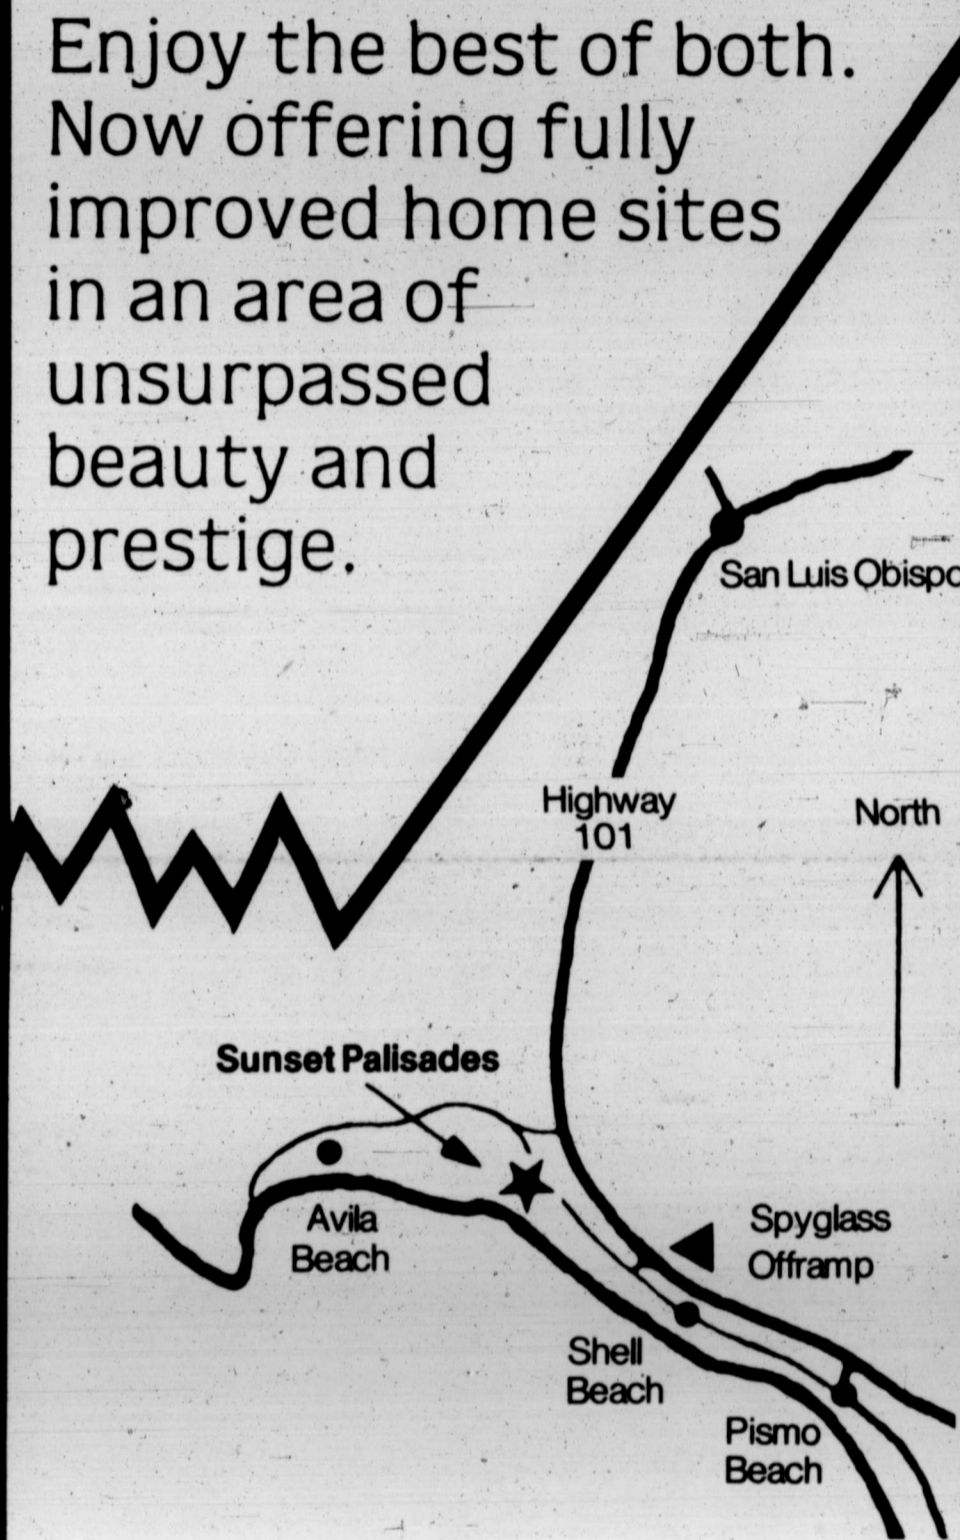 Enjoy the best of both.
Now offering fully
improved home sites
in an area of
unsurpassed
beauty and
prestige.
San Luis Obispo
Highway
101
North
Sunset Palisades
Avila
Beach
Spyglass
Offramp
Shell
Beach
Pismo
Beach